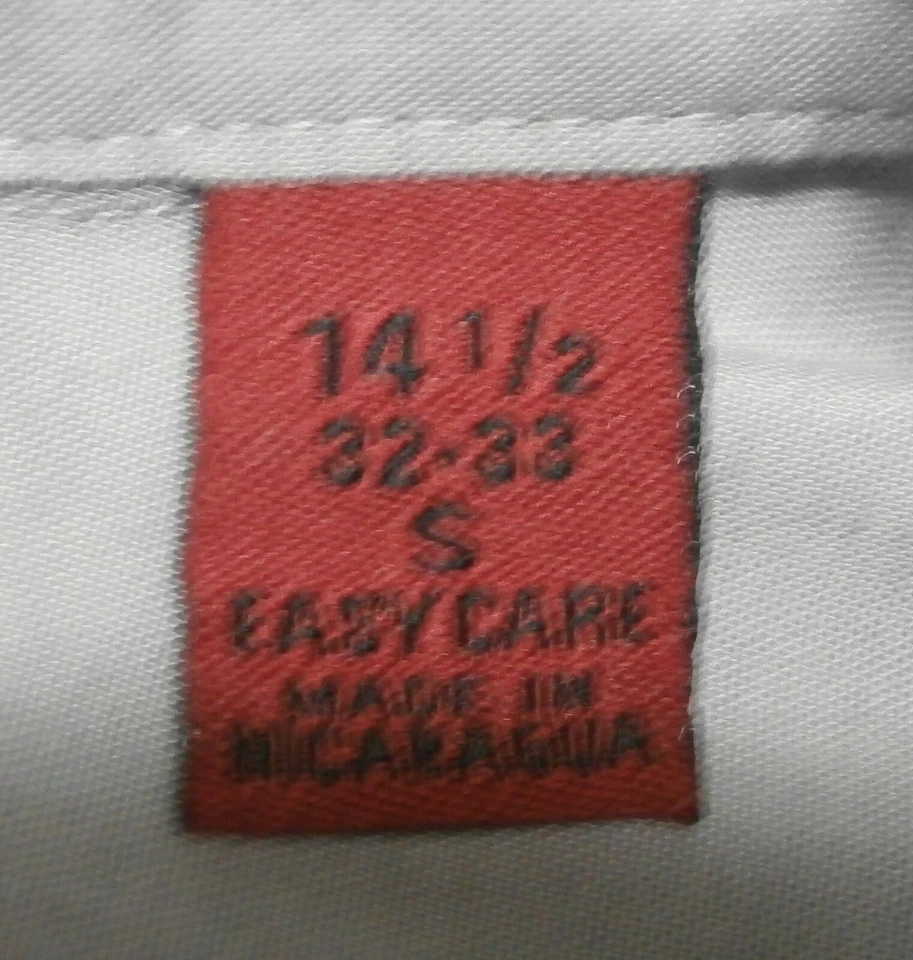 14 1/2
32-33
S
EASY CARE
MADE IN
NICARAGUA